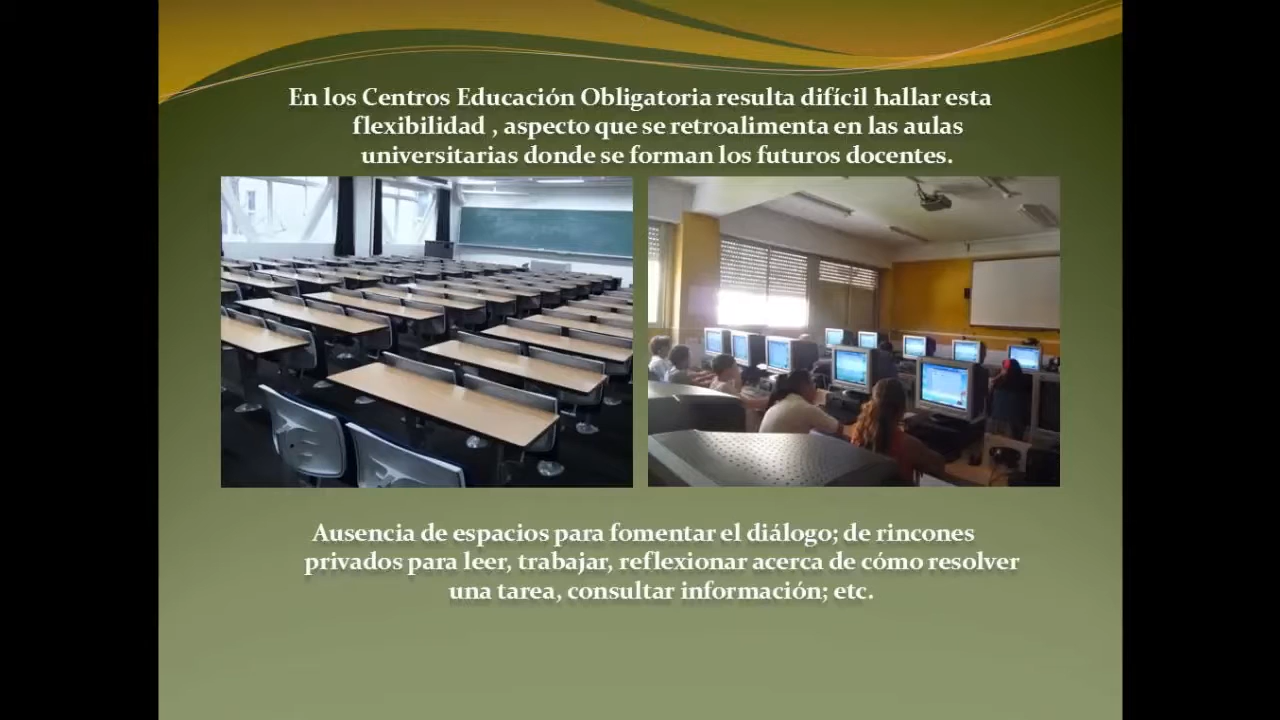 En los Centros Educación Obligatoria resulta difícil hallar esta
flexibilidad , aspecto que se retroalimenta en las aulas
universitarias donde se forman los futuros docentes.
Ausencia de espacios para fomentar el diálogo; de rincones
privados para leer, trabajar, reflexionar acerca de cómo resolver
una tarea, consultar información; etc.